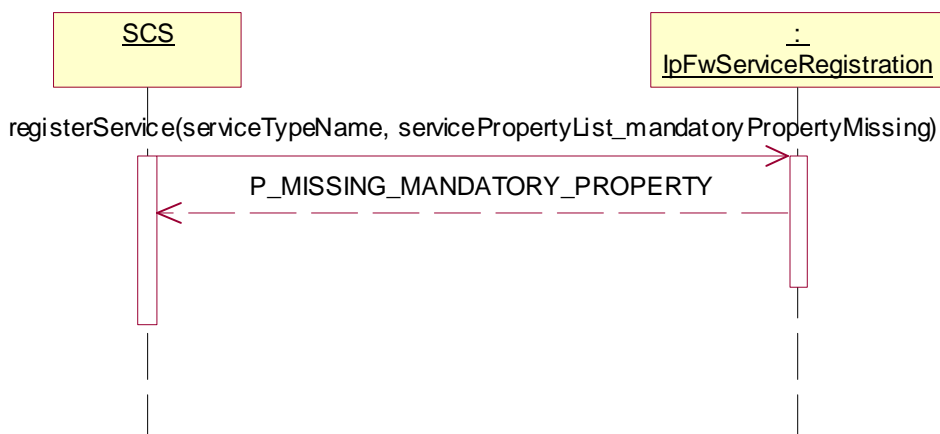 SCS
:
IpFwServiceRegistration
registerService(serviceTypeName, servicePropertyList_mandatoryPropertyMissing)
P_MISSING_MANDATORY_PROPERTY